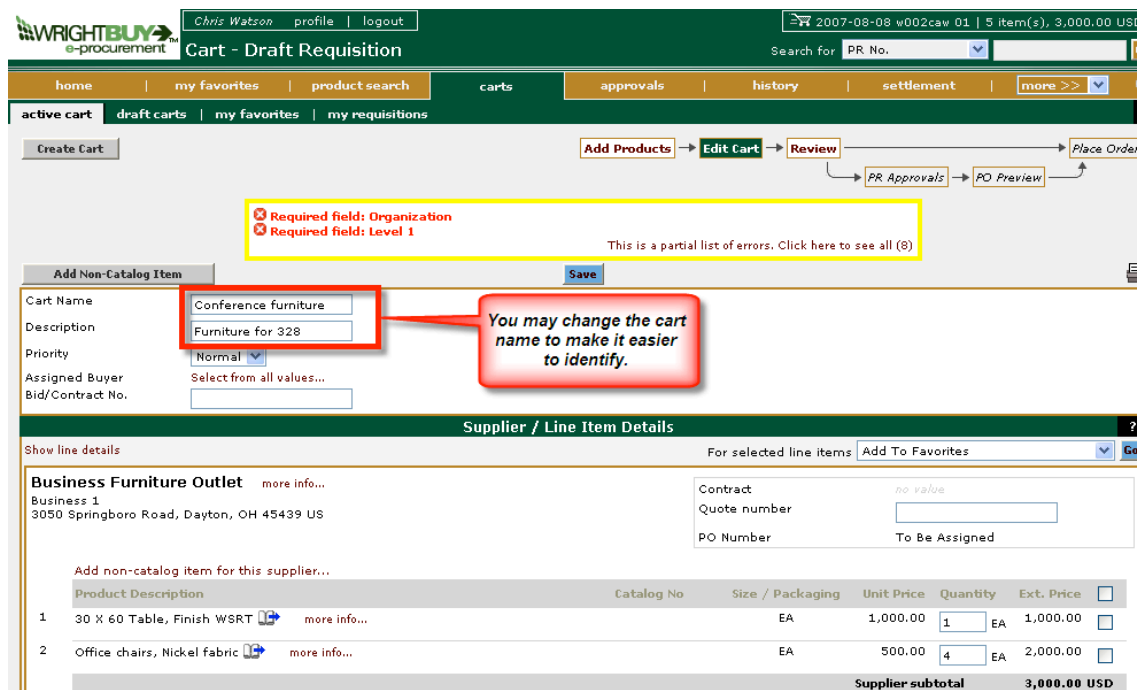 WRIGHTBUY TM
e-procurement
Chris Watson profile | logout
2007-08-08 w002caw 01 | 5 item(s), 3,000.00 USD
Cart - Draft Requisition
Search for PR No.
home | my favorites | product search carts approvals | history | settlement | more >>
active cart draft carts | my favorites | my requisitions
Create Cart
Add Products Edit Cart Review Place Order
PR Approvals PO Preview
Required field: Organization
Required field: Level 1
This is a partial list of errors. Click here to see all (8)
Add Non-Catalog Item
Save
Cart Name Conference furniture
Description Furniture for 328
Priority Normal
Assigned Buyer Select from all values...
Bid/Contract No.
You may change the cart
name to make it easier
to identify.
Supplier / Line Item Details ?
Show line details
For selected line items Add To Favorites Go
Business Furniture Outlet more info...
Business 1
3050 Springboro Road, Dayton, OH 45439 US
Contract no value
Quote number
PO Number To Be Assigned
Add non-catalog item for this supplier...
Product Description Catalog No Size / Packaging Unit Price Quantity Ext. Price
1 30 X 60 Table, Finish WSRT more info... EA 1,000.00 1 EA 1,000.00
2 Office chairs, Nickel fabric more info... EA 500.00 4 EA 2,000.00
Supplier subtotal 3,000.00 USD